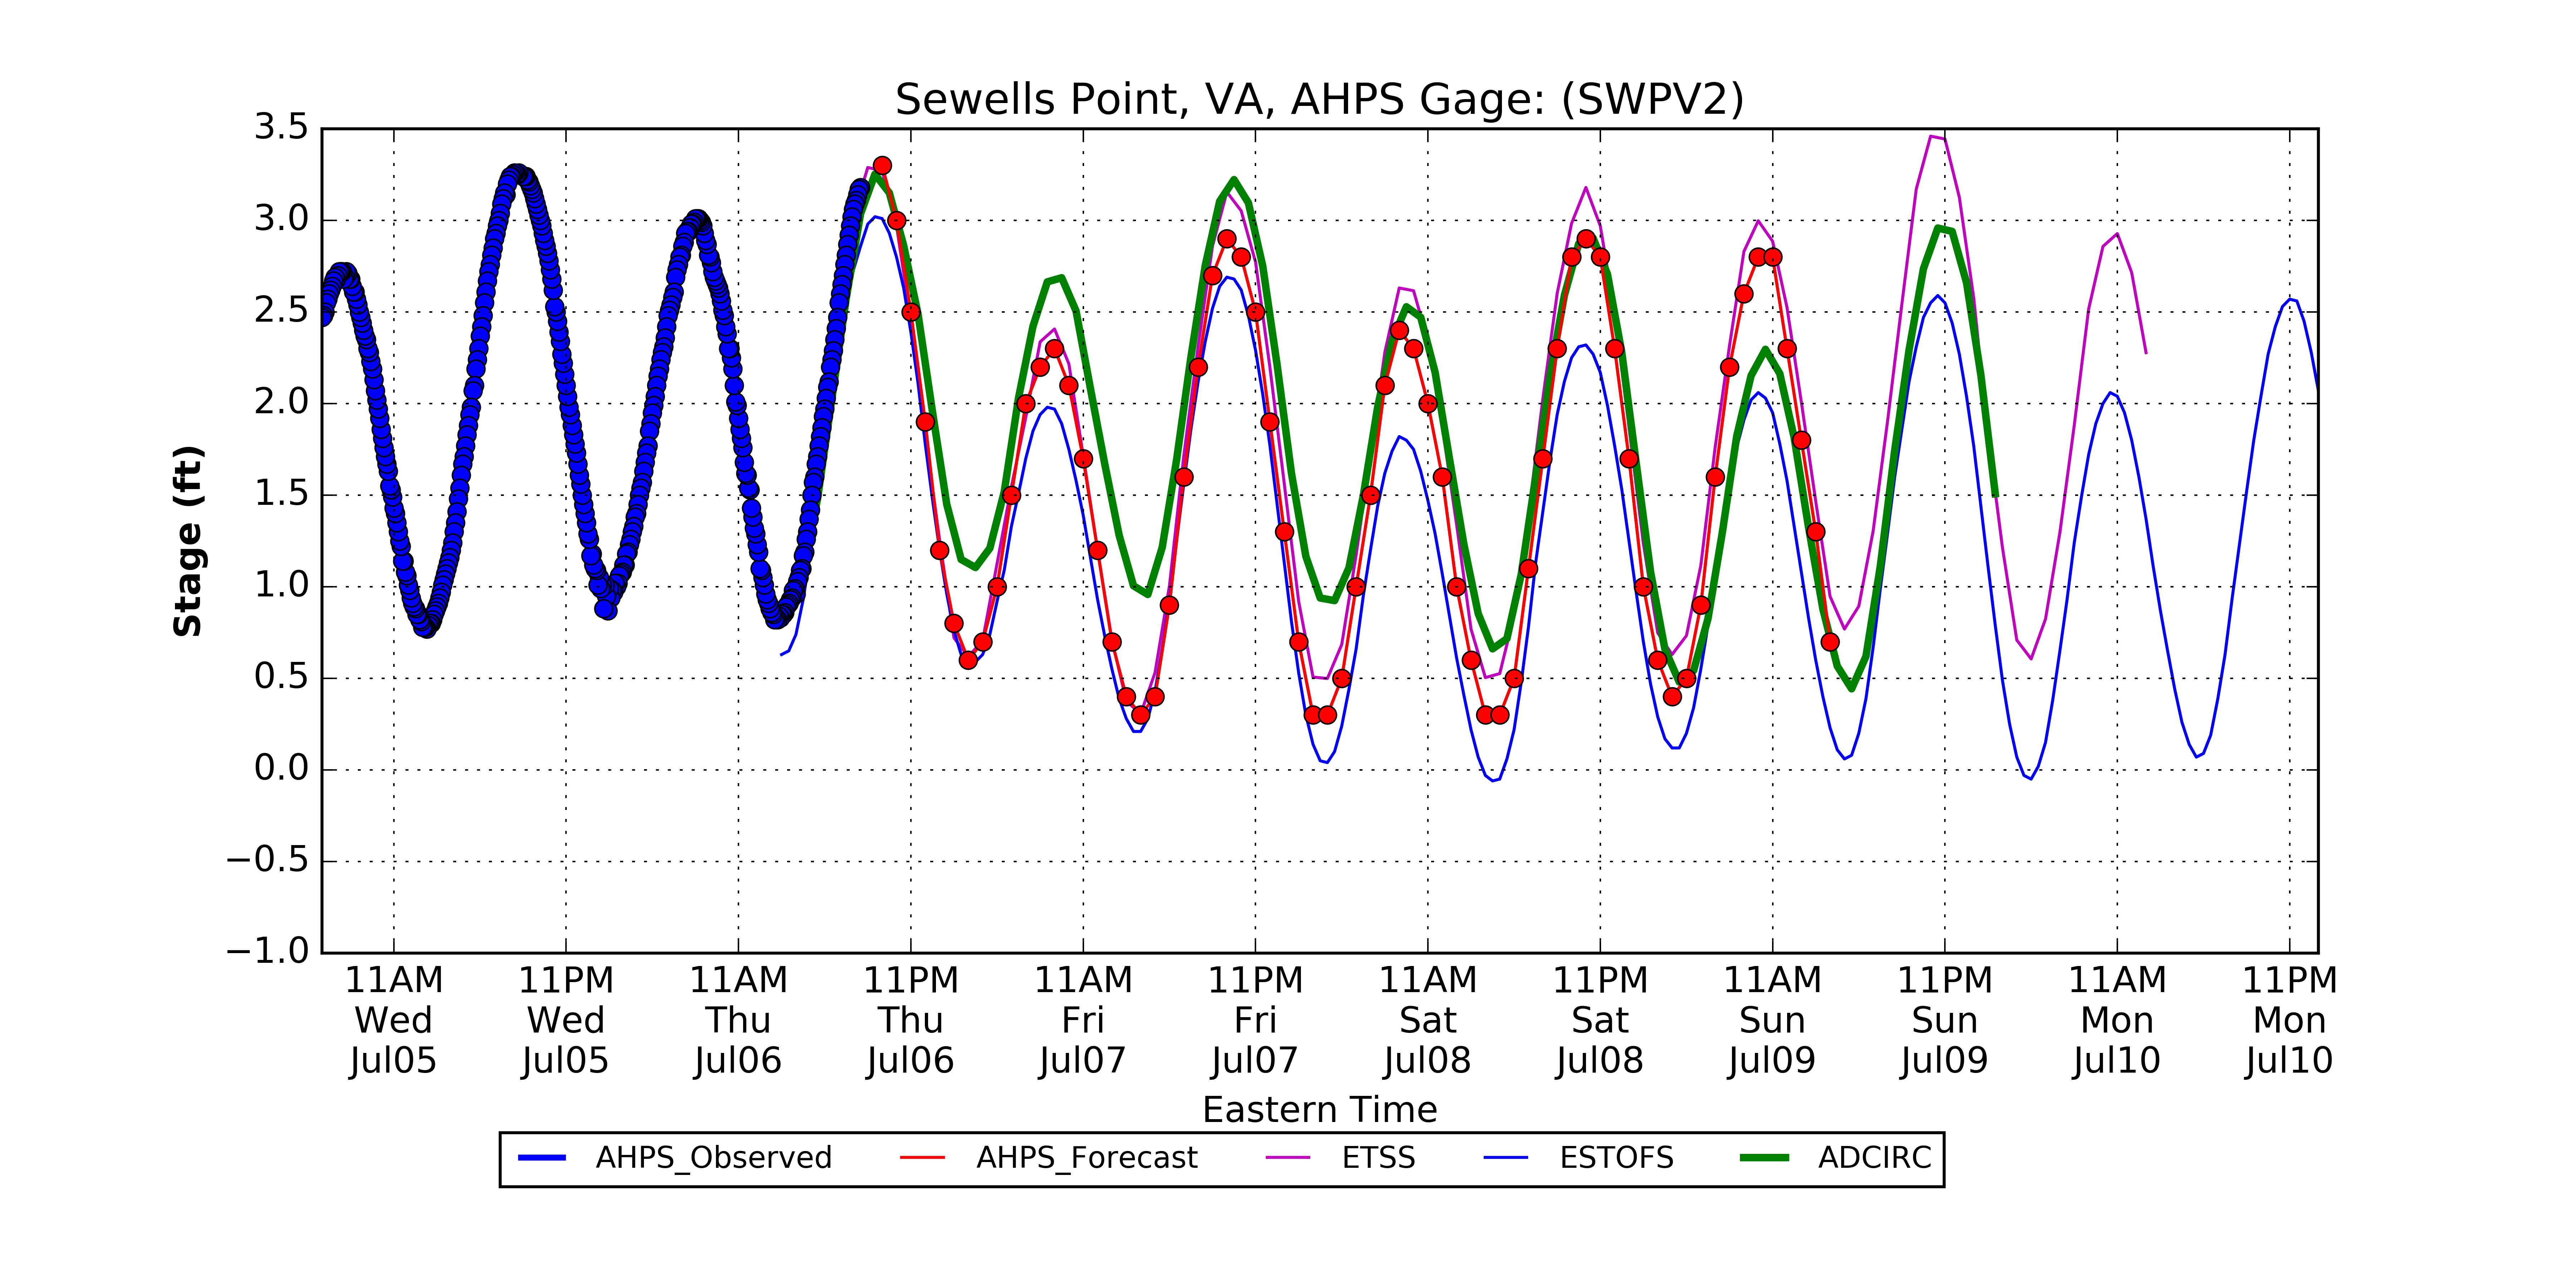 Sewells Point, VA, AHPS Gage: (SWPV2)
3.5
3.0
2.5
2.0
1.5
1.0
0.5
0.0
−0.5
−1.0
Stage (ft)
11AM 11PM 11AM 11PM 11AM 11PM 11AM 11PM 11AM 11PM 11AM 11PM
Wed Wed Thu Thu Fri Fri Sat Sat Sun Sun Mon Mon
Jul05 Jul05 Jul06 Jul06 Jul07 Jul07 Jul08 Jul08 Jul09 Jul09 Jul10 Jul10
Eastern Time
AHPS_Observed AHPS_Forecast ETSS ESTOFS ADCIRC